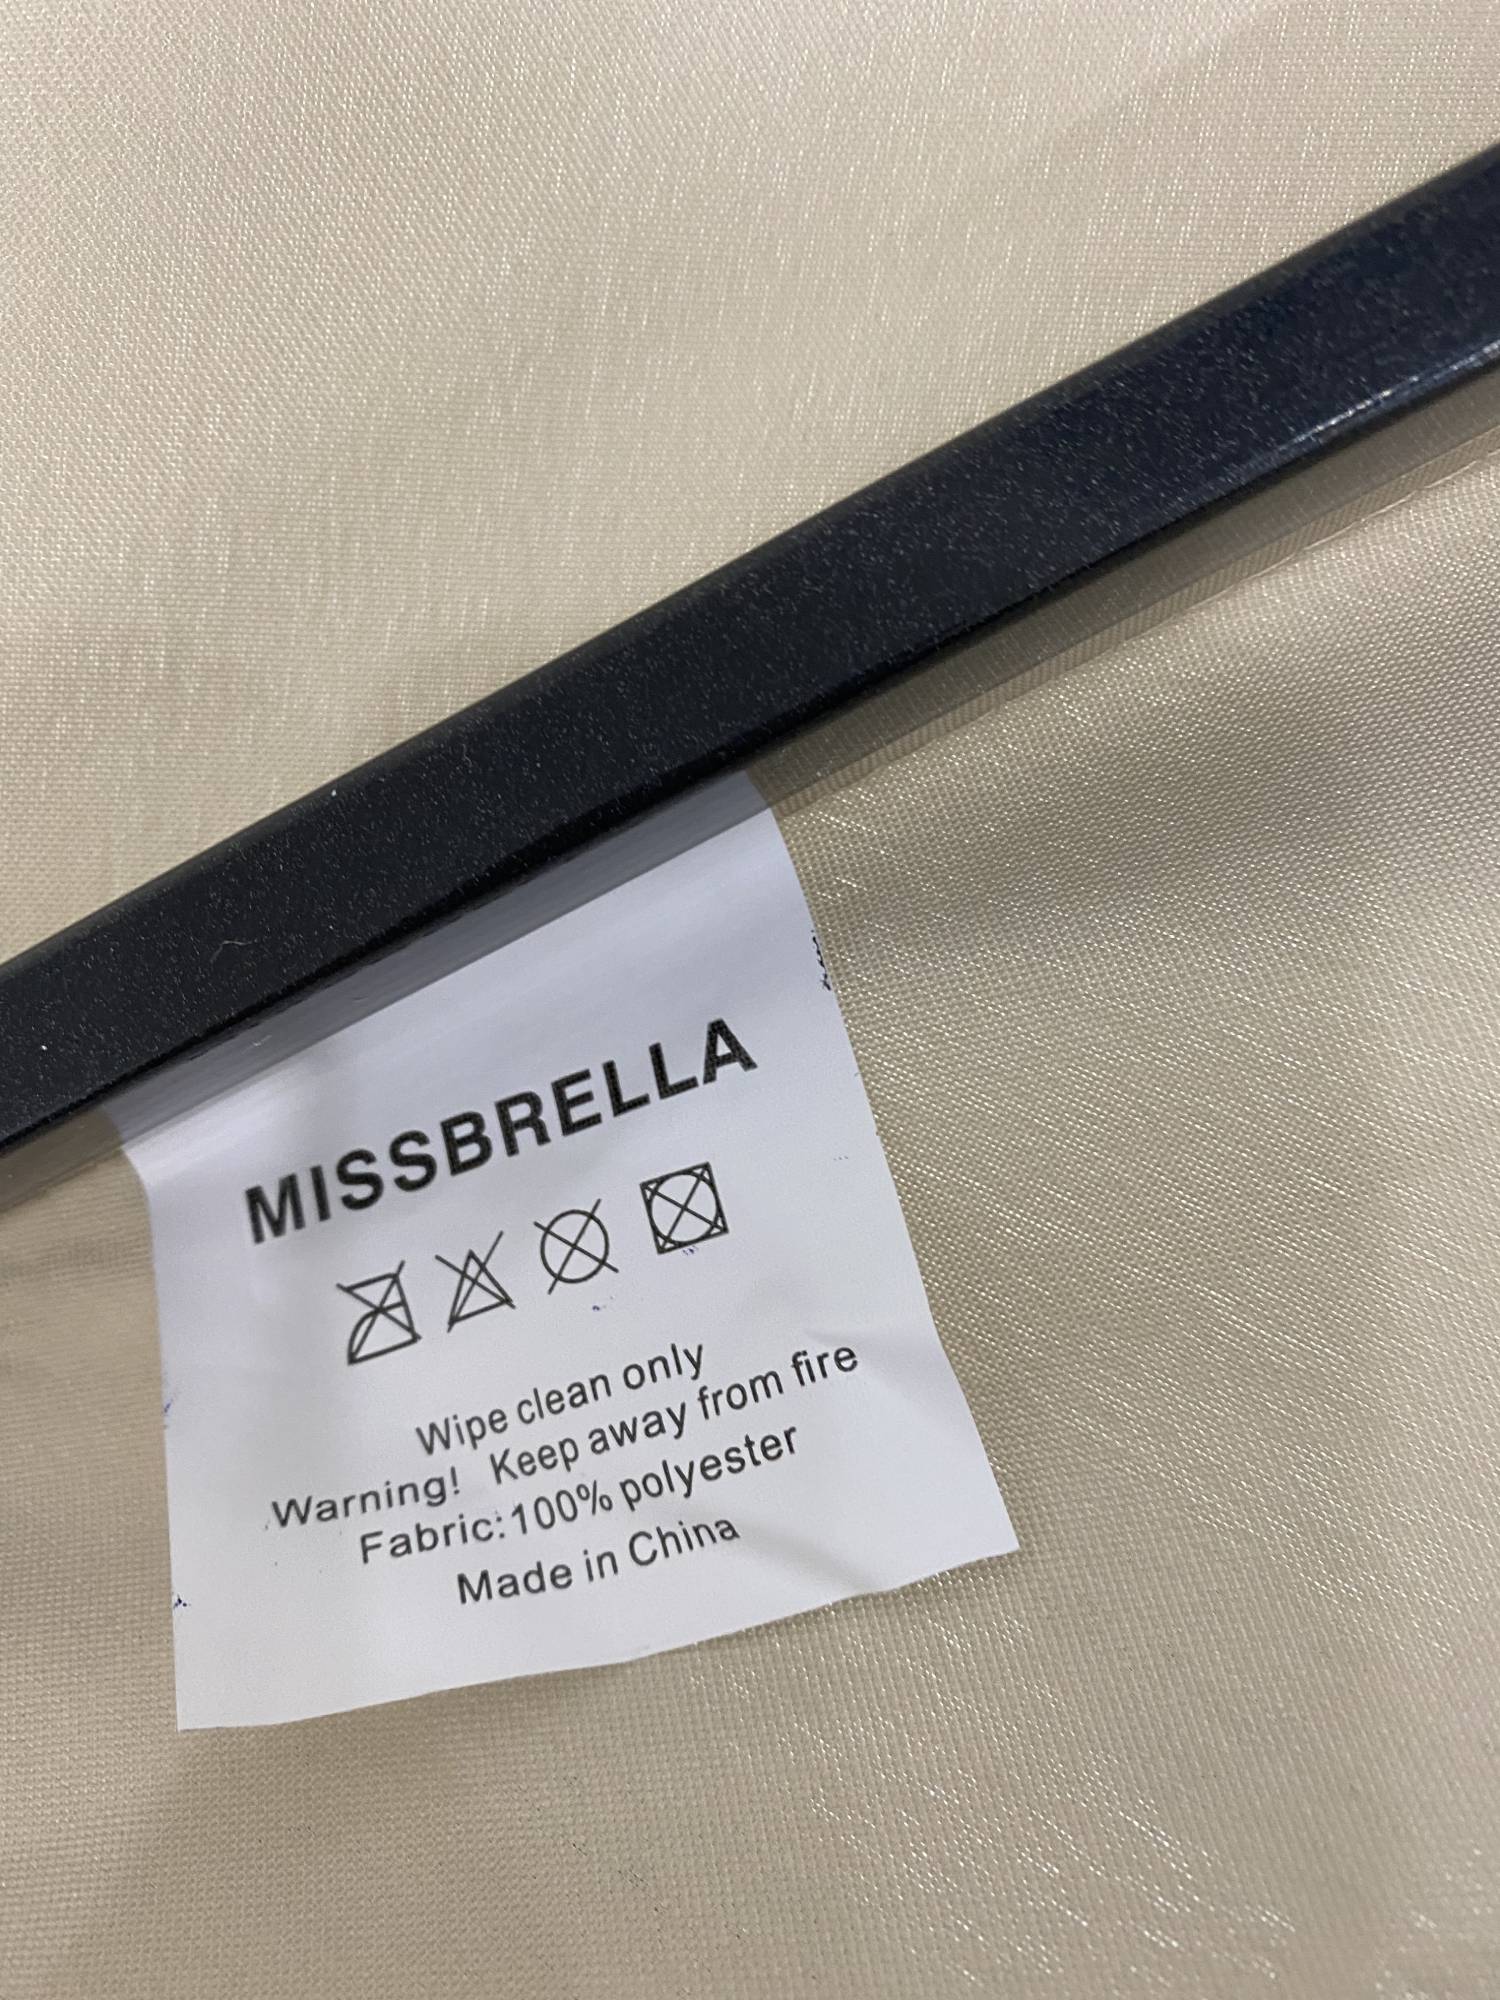 MISSBRELLA
Wipe clean only
Warning! Keep away from fire
Fabric:100% polyester
Made in China